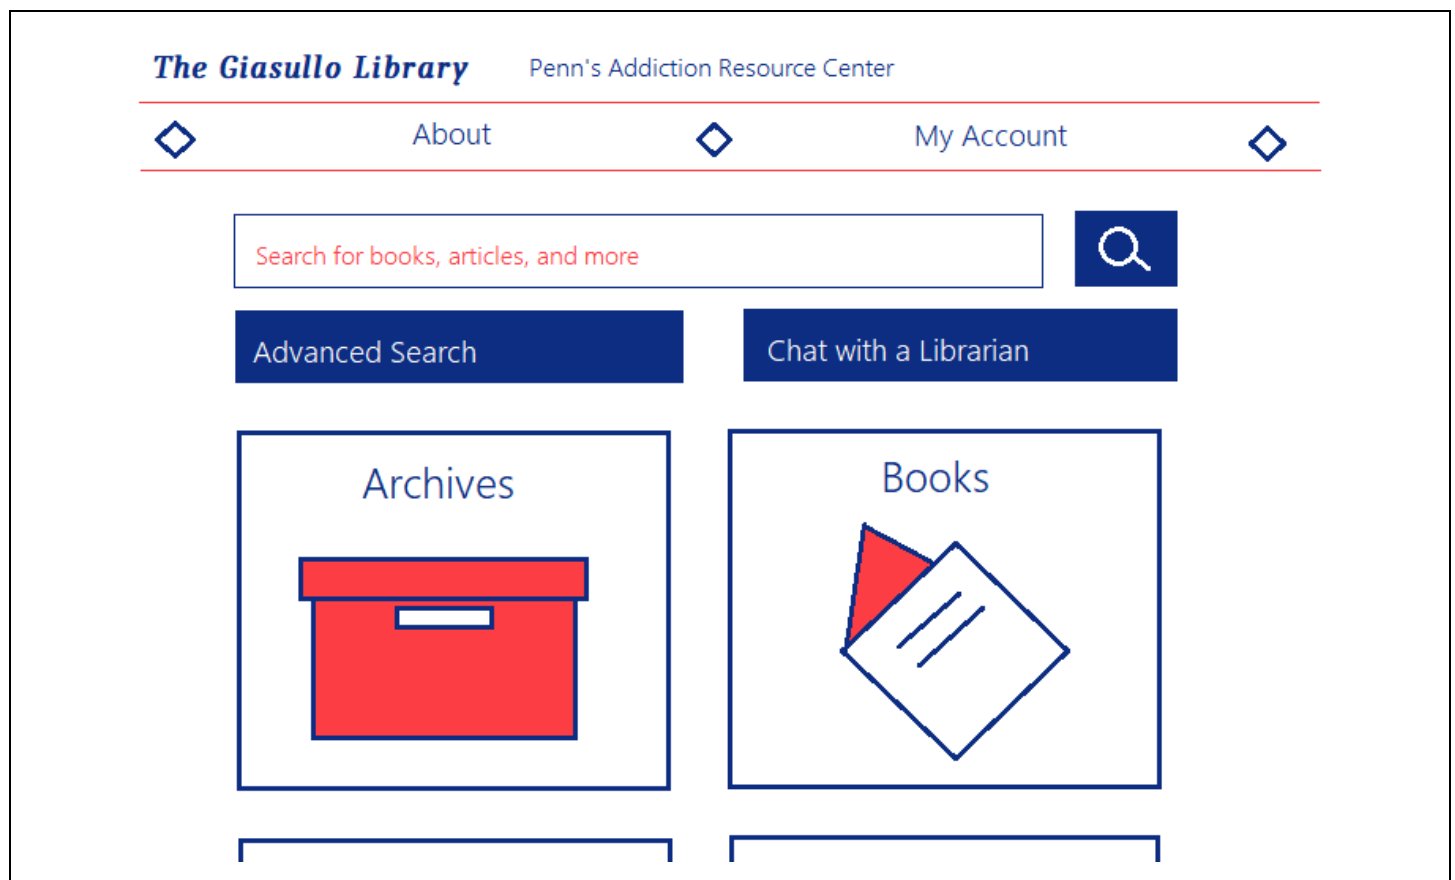 The Giasullo Library Penn's Addiction Resource Center
About My Account
Search for books, articles, and more
Advanced Search Chat with a Librarian
Archives Books